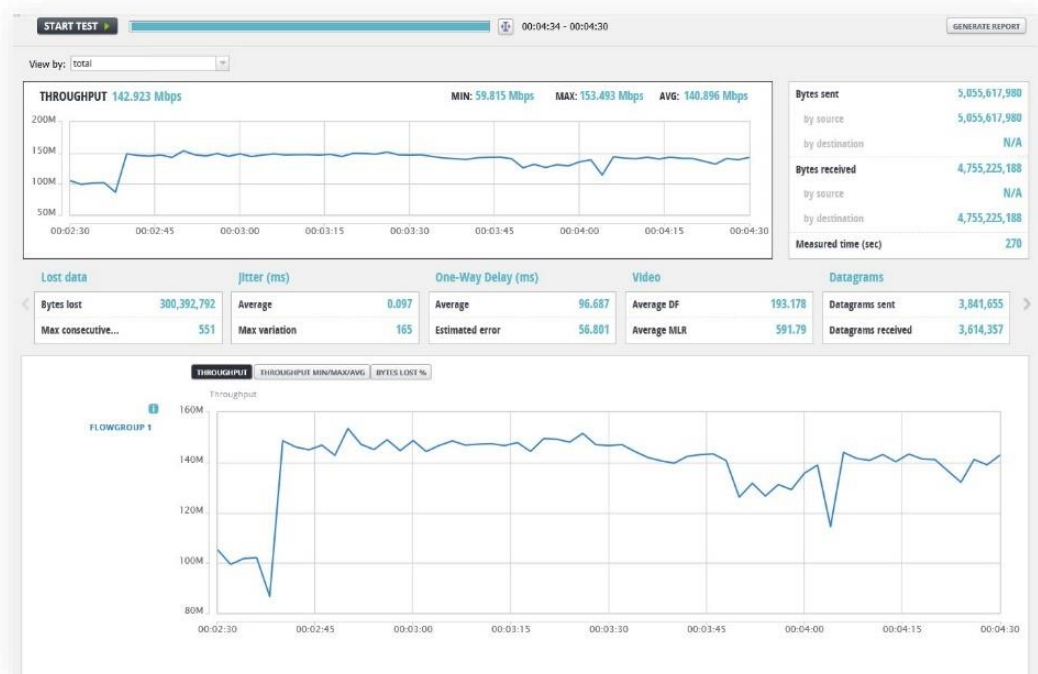 START TEST
00:04:34 - 00:04:30
GENERATE REPORT
View by: total
THROUGHPUT 142.923 Mbps MIN: 59.815 Mbps MAX: 153.493 Mbps AVG: 140.896 Mbps
200M
150M
100M
50M
00:02:30 00:02:45 00:03:00 00:03:15 00:03:30 00:03:45 00:04:00 00:04:15 00:04:30
Bytes sent 5,055,617,980
by source 5,055,617,980
by destination N/A
Bytes received 4,755,225,188
by source N/A
by destination 4,755,225,188
Measured time (sec) 270
Lost data
Bytes lost 300,392,792
Max consecutive... 551
Jitter (ms)
Average 0.097
Max variation 165
One-Way Delay (ms)
Average 96.687
Estimated error 56.801
Video
Average DF 193.178
Average MLR 591.79
Datagrams
Datagrams sent 3,841,655
Datagrams received 3,614,357
THROUGHPUT THROUGHPUT MIN/MAX/AVG BYTES LOST %
Throughput
FLOWGROUP 1
160M
140M
120M
100M
80M
00:02:30 00:02:45 00:03:00 00:03:15 00:03:30 00:03:45 00:04:00 00:04:15 00:04:30